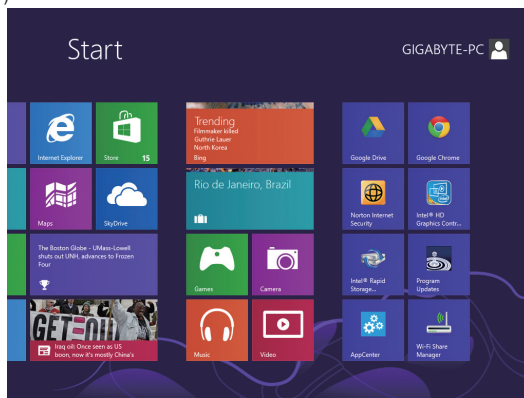 Start
GIGABYTE-PC
Internet Explorer
Store
15
Maps
SkyDrive
The Boston Globe - UMass-Lowell
shuts out UNH, advances to Frozen
Four
GET OUT
Iraq oil: Once seen as US
boon, now it's mostly China's
Trending
Filmmaker killed
Guthrie Lauer
North Korea
Bing
Rio de Janeiro, Brazil
Games
Camera
Music
Video
Google Drive
Google Chrome
Norton Internet
Security
Intel® HD
Graphics Contr...
Intel® Rapid
Storage...
Program
Updates
AppCenter
Wi-Fi Share
Manager